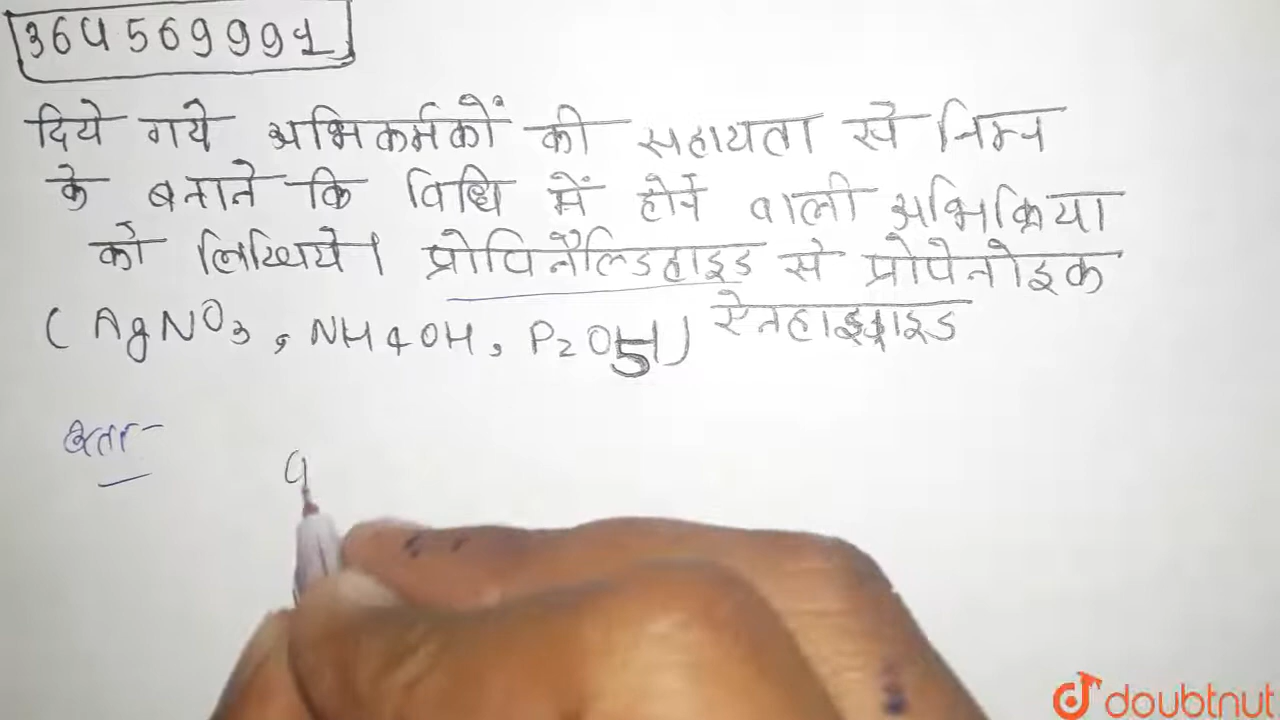 364569991
दिये गये अभिकर्मकों की सहायता से निम्न
के बनाने कि विधि में होने वाली अभिक्रिया
को लिखिये। प्रोपिनैल्डिहाइड से प्रोपेनोइक
(AgNO3, NH4OH, P2O5) ऐनहाइड्राइड
उत्तर-
doubtnut